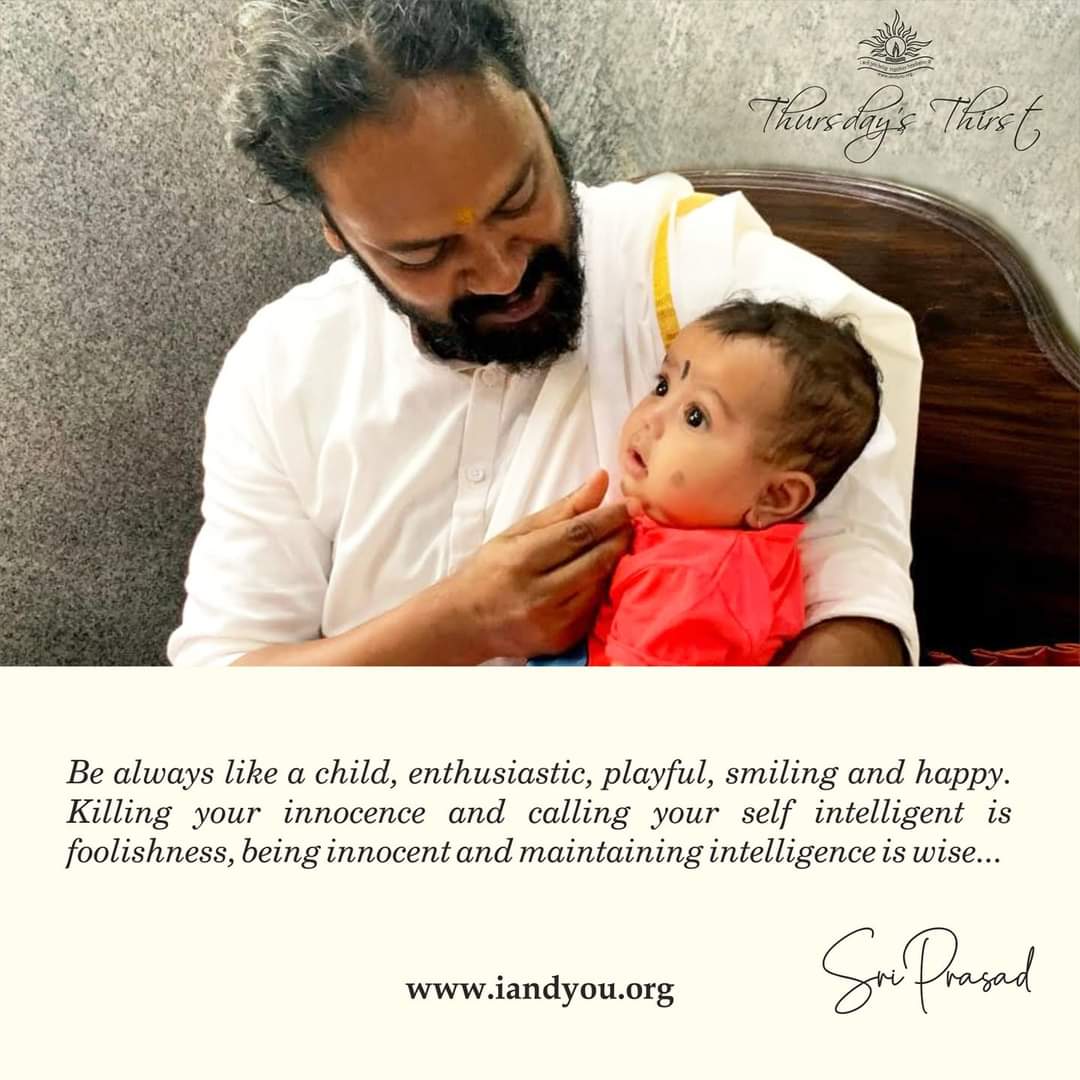 Thursday's Thirst
Be always like a child, enthusiastic, playful, smiling and happy.
Killing your innocence and calling your self intelligent is
foolishness, being innocent and maintaining intelligence is wise...
Sri Prasad
www.iandyou.org